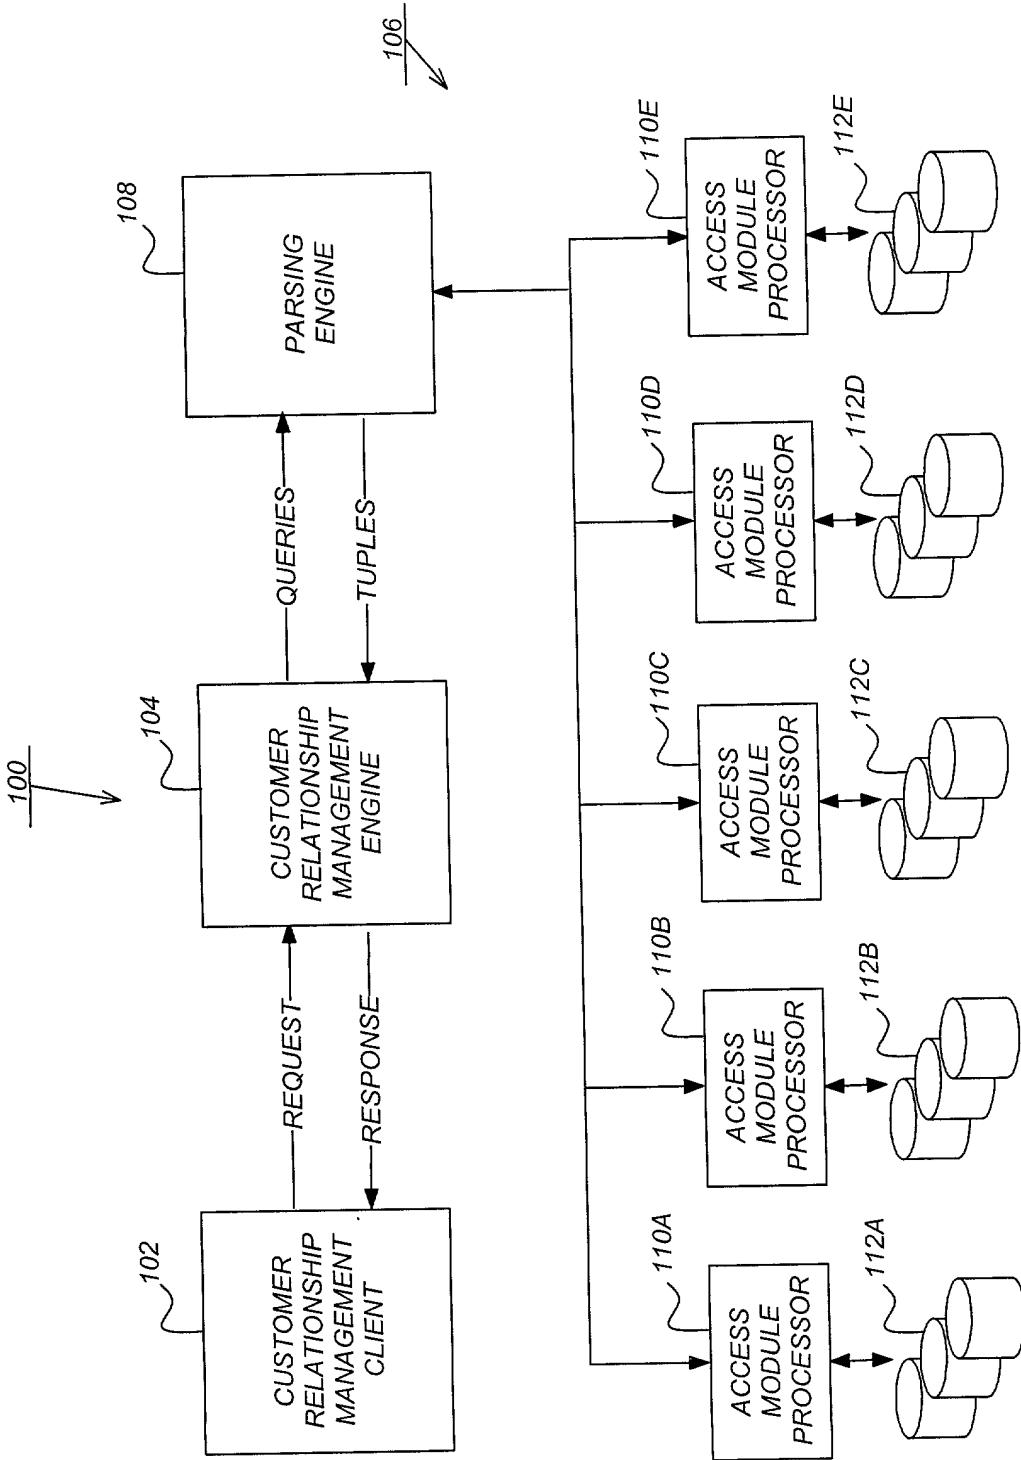 100
106
102
CUSTOMER
RELATIONSHIP
MANAGEMENT
CLIENT
REQUEST
RESPONSE
104
CUSTOMER
RELATIONSHIP
MANAGEMENT
ENGINE
QUERIES
TUPLES
108
PARSING
ENGINE
110A
ACCESS
MODULE
PROCESSOR
110B
ACCESS
MODULE
PROCESSOR
110C
ACCESS
MODULE
PROCESSOR
110D
ACCESS
MODULE
PROCESSOR
110E
ACCESS
MODULE
PROCESSOR
112A
112B
112C
112D
112E